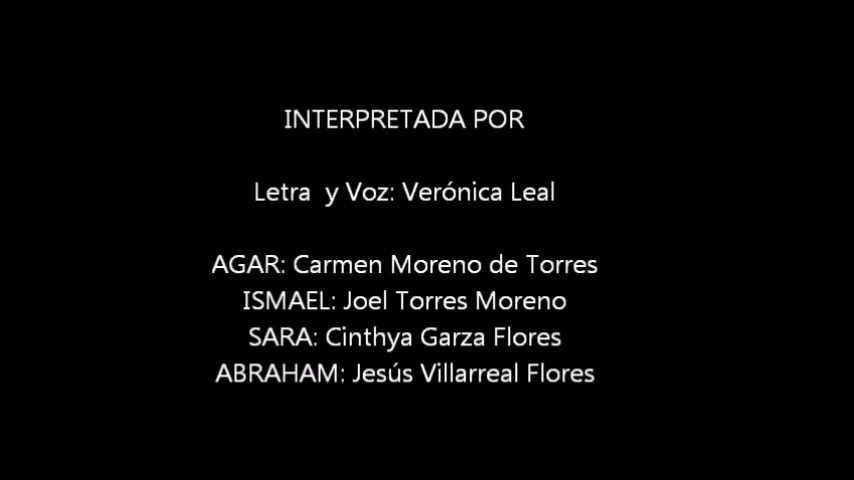 INTERPRETADA POR
Letra  y Voz: Verónica Leal
AGAR: Carmen Moreno de Torres
ISMAEL: Joel Torres Moreno
SARA: Cinthya Garza Flores
ABRAHAM: Jesús Villarreal Flores